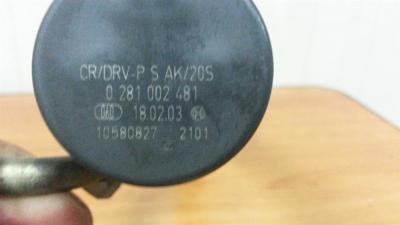 CR/DRV-P S AK/20S
0 281 002 481
18.02.03
10580827 2101